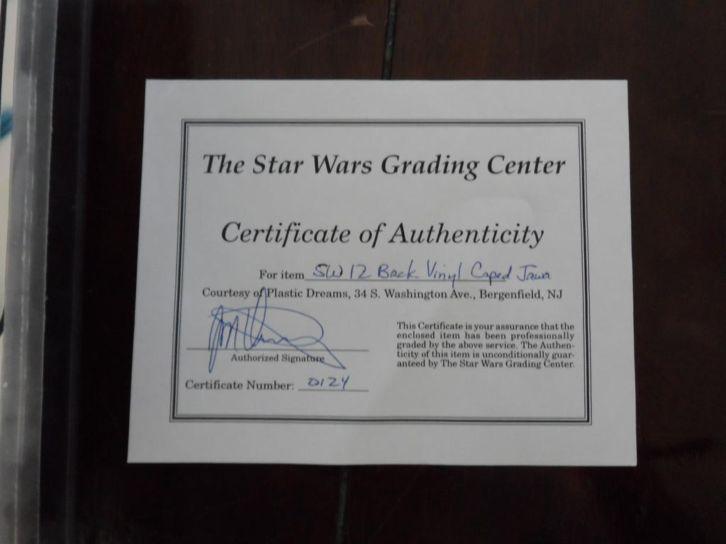 The Star Wars Grading Center
Certificate of Authenticity
For item SW 12 Back Vinyl Caped Jawa
Courtesy of Plastic Dreams, 34 S. Washington Ave., Bergenfield, NJ
This Certificate is your assurance that the
enclosed item has been professionally
graded by the above service. The Authen-
ticity of this item is unconditionally guar-
anteed by The Star Wars Grading Center.
Authorized Signature
Certificate Number: 0124